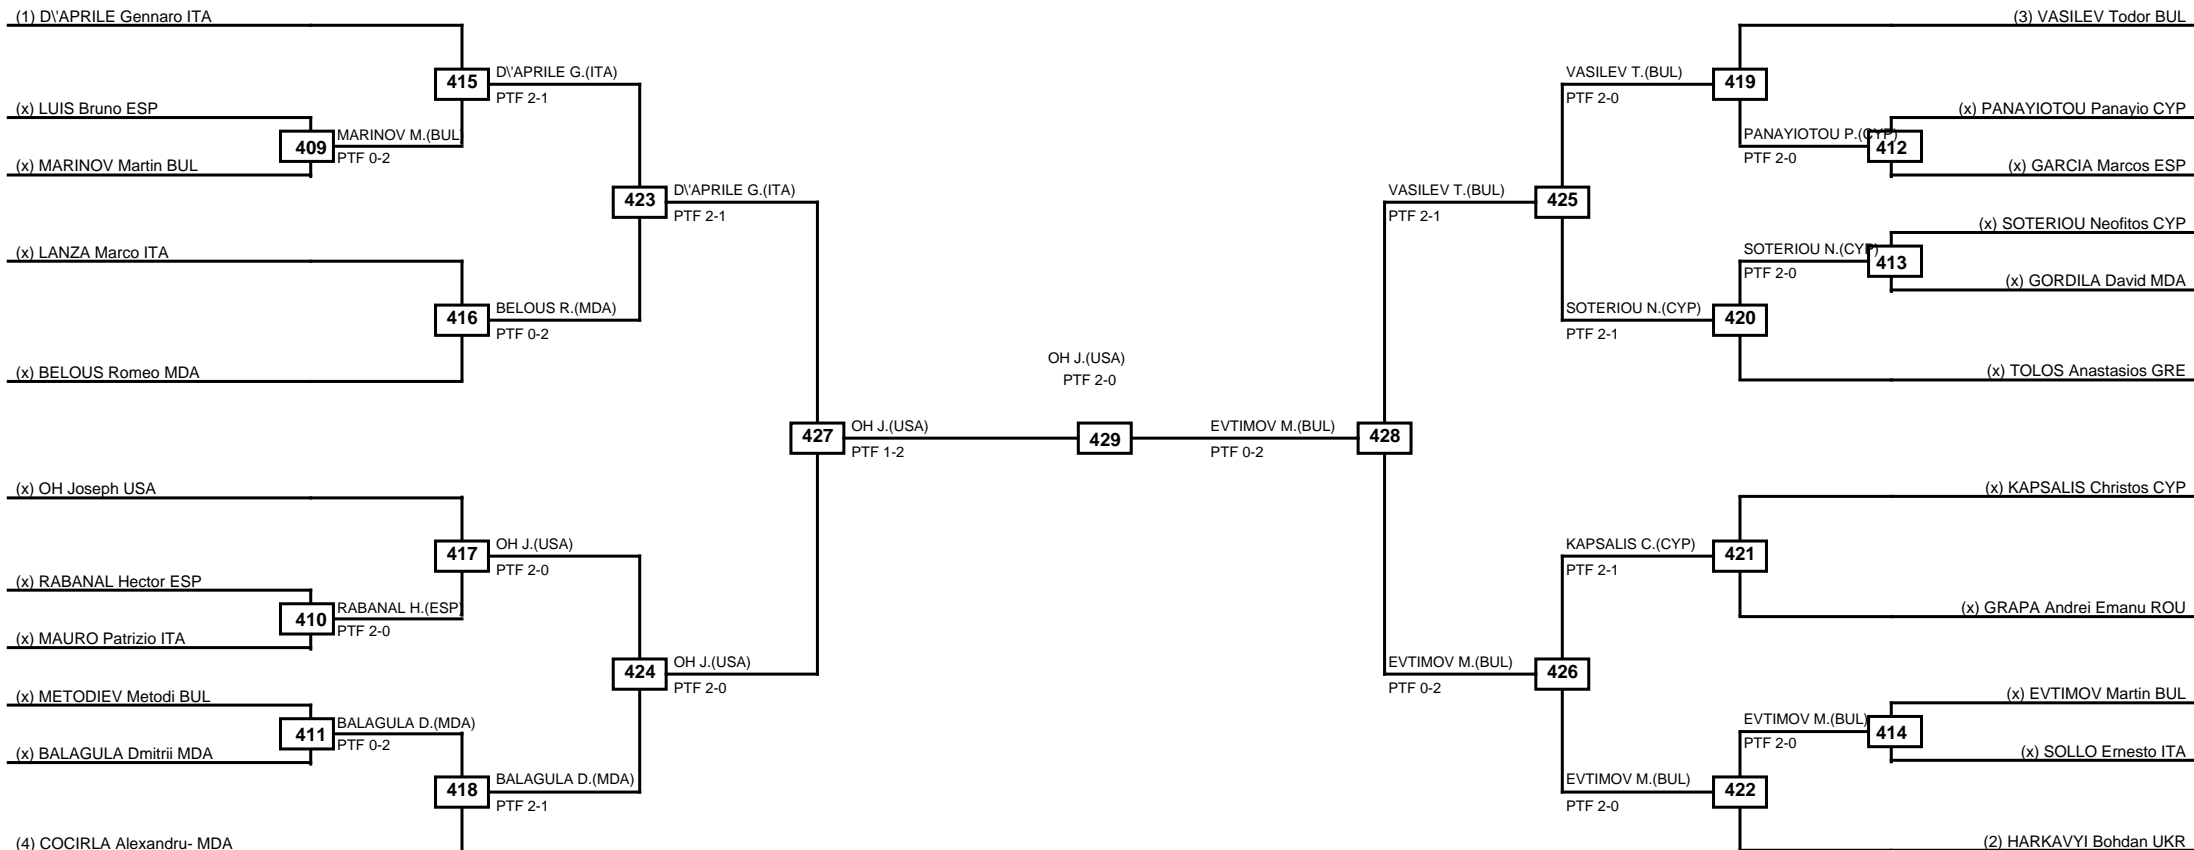 (1) D\'APRILE Gennaro ITA
(3) VASILEV Todor BUL
415
D\'APRILE G.(ITA)
PTF 2-1
VASILEV T.(BUL)
PTF 2-0
419
(x) LUIS Bruno ESP
(x) PANAYIOTOU Panayio CYP
409
MARINOV M.(BUL)
PTF 0-2
PANAYIOTOU P.(CYP)
PTF 2-0
412
(x) MARINOV Martin BUL
(x) GARCIA Marcos ESP
423
D\'APRILE G.(ITA)
PTF 2-1
VASILEV T.(BUL)
PTF 2-1
425
(x) SOTERIOU Neofitos CYP
(x) LANZA Marco ITA
SOTERIOU N.(CYP)
PTF 2-0
413
(x) GORDILA David MDA
416
BELOUS R.(MDA)
PTF 0-2
SOTERIOU N.(CYP)
PTF 2-1
420
(x) BELOUS Romeo MDA
(x) TOLOS Anastasios GRE
OH J.(USA)
PTF 2-0
427
OH J.(USA)
PTF 1-2
429
EVTIMOV M.(BUL)
PTF 0-2
428
(x) OH Joseph USA
(x) KAPSALIS Christos CYP
417
OH J.(USA)
PTF 2-0
KAPSALIS C.(CYP)
PTF 2-1
421
(x) RABANAL Hector ESP
410
RABANAL H.(ESP)
PTF 2-0
(x) GRAPA Andrei Emanu ROU
(x) MAURO Patrizio ITA
424
OH J.(USA)
PTF 2-0
EVTIMOV M.(BUL)
PTF 0-2
426
(x) METODIEV Metodi BUL
(x) EVTIMOV Martin BUL
411
BALAGULA D.(MDA)
PTF 0-2
EVTIMOV M.(BUL)
PTF 2-0
414
(x) BALAGULA Dmitrii MDA
(x) SOLLO Ernesto ITA
418
BALAGULA D.(MDA)
PTF 2-1
EVTIMOV M.(BUL)
PTF 2-0
422
(4) COCIRLA Alexandru- MDA
(2) HARKAVYI Bohdan UKR